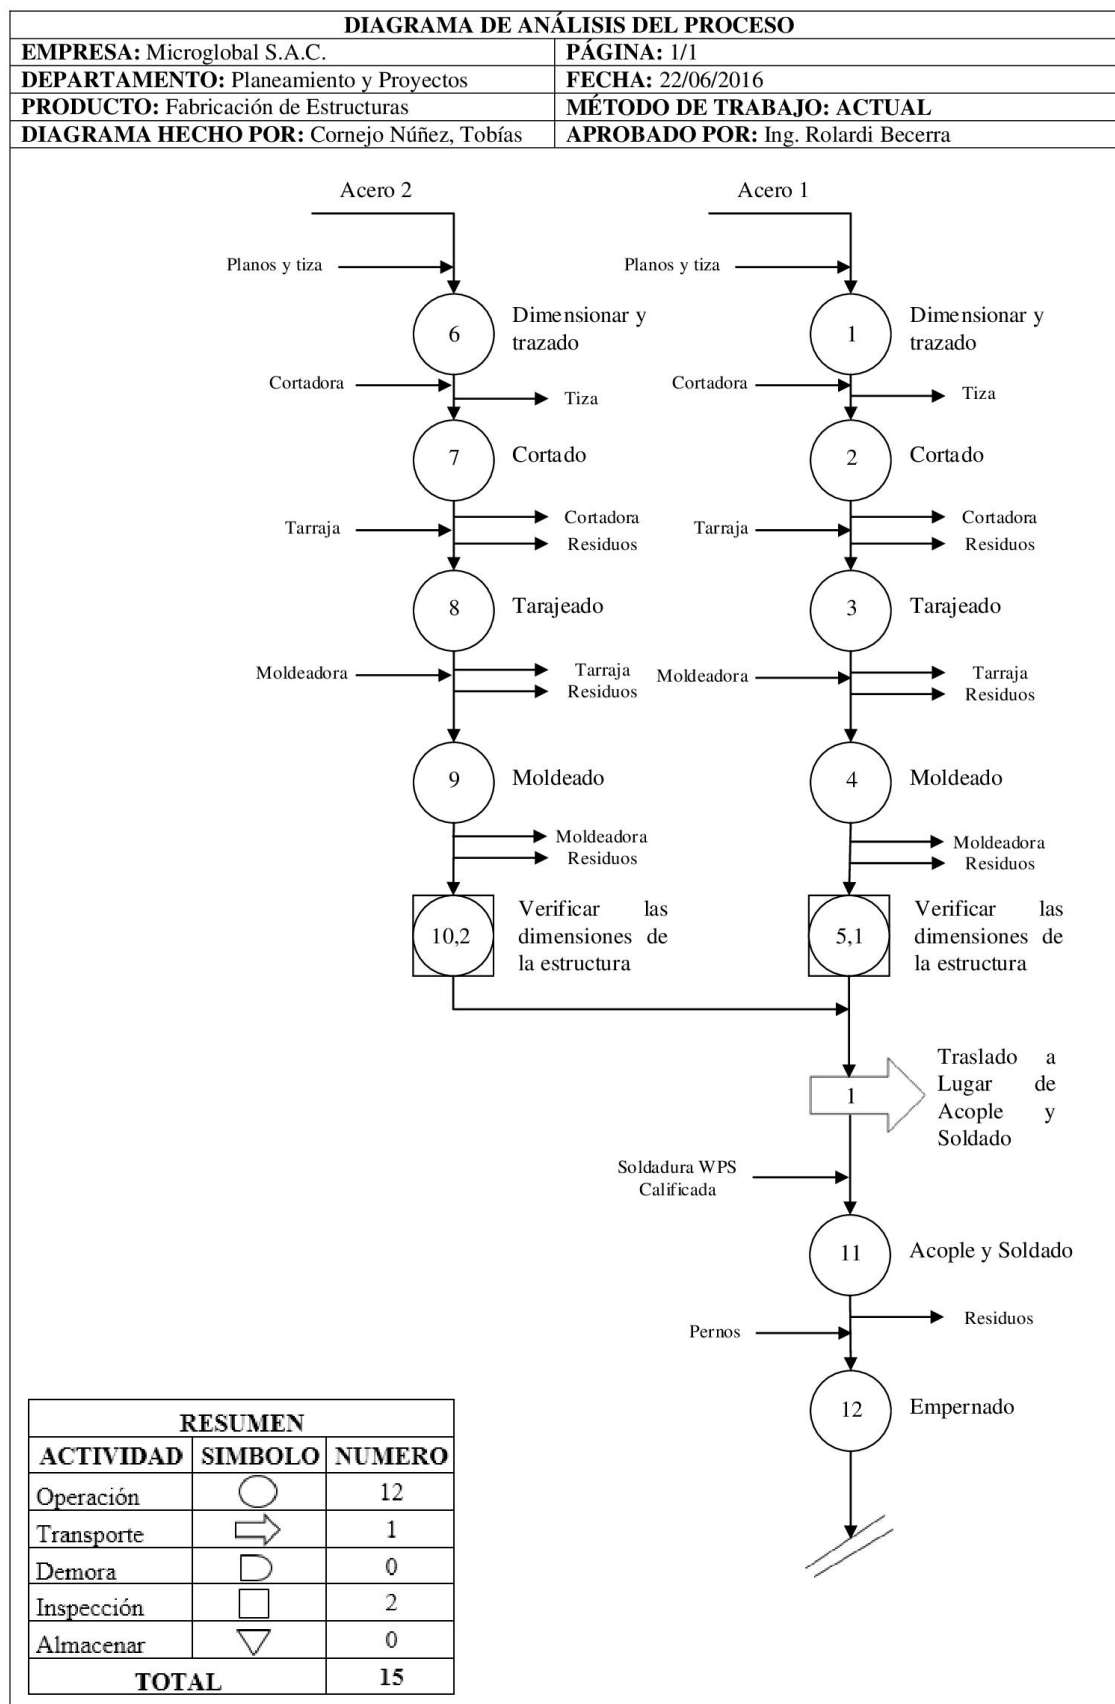 DIAGRAMA DE ANÁLISIS DEL PROCESO
EMPRESA: Microglobal S.A.C.
PÁGINA: 1/1
DEPARTAMENTO: Planeamiento y Proyectos
FECHA: 22/06/2016
PRODUCTO: Fabricación de Estructuras
MÉTODO DE TRABAJO: ACTUAL
DIAGRAMA HECHO POR: Cornejo Núñez, Tobías
APROBADO POR: Ing. Rolardi Becerra
Acero 2
Planos y tiza
6
Dimensionar y
trazado
Cortadora
Tiza
7
Cortado
Tarraja
Cortadora
Residuos
8
Tarajeado
Moldeadora
Tarraja
Residuos
9
Moldeado
Moldeadora
Residuos
10,2
Verificar las
dimensiones de
la estructura
Acero 1
Planos y tiza
1
Dimensionar y
trazado
Cortadora
Tiza
2
Cortado
Tarraja
Cortadora
Residuos
3
Tarajeado
Moldeadora
Tarraja
Residuos
4
Moldeado
Moldeadora
Residuos
5,1
Verificar las
dimensiones de
la estructura
1
Traslado a
Lugar de
Acople y
Soldado
Soldadura WPS
Calificada
11
Acople y Soldado
Residuos
Pernos
12
Empernado
RESUMEN
ACTIVIDAD SIMBOLO NUMERO
Operación 12
Transporte 1
Demora 0
Inspección 2
Almacenar 0
TOTAL 15